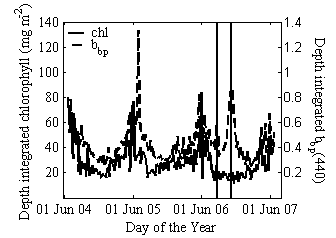 140
120
100
80
60
40
20
1.4
1.2
1
0.8
0.6
0.4
0.2
chl
b_bp
Depth integrated chlorophyll (mg m²)
Depth integrated b_bp(440)
01 Jun 04 01 Jun 05 01 Jun 06 01 Jun 07
Day of the Year